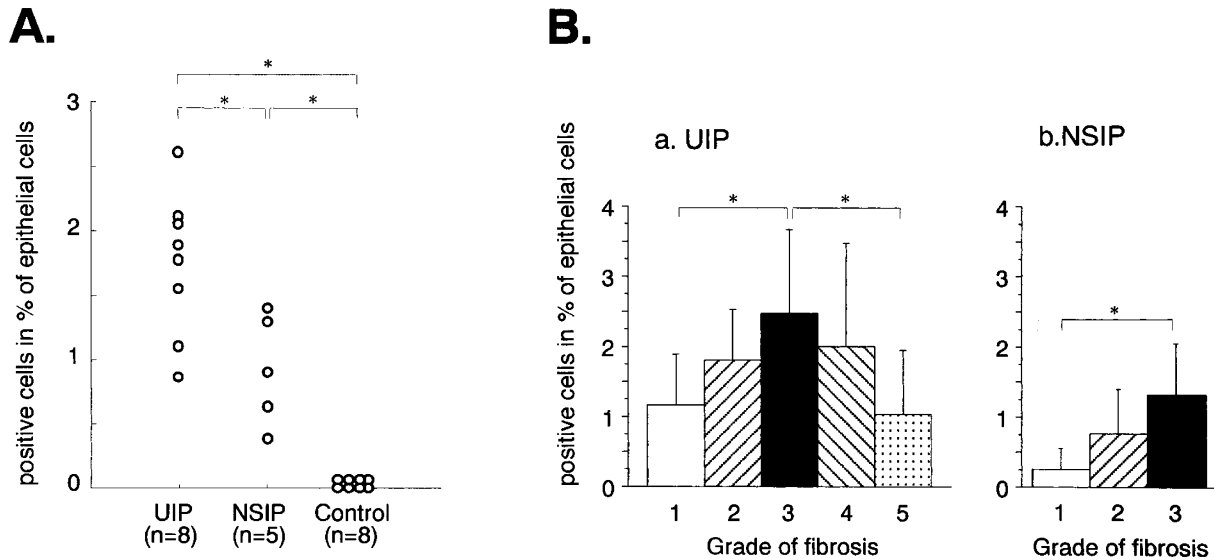 A.
*
* *
3
2
1
0
positive cells in % of epithelial cells
UIP NSIP Control
(n=8) (n=5) (n=8)
B.
a. UIP
* *
4
3
2
1
0
positive cells in % of epithelial cells
1 2 3 4 5
Grade of fibrosis
b.NSIP
*
4
3
2
1
0
1 2 3
Grade of fibrosis